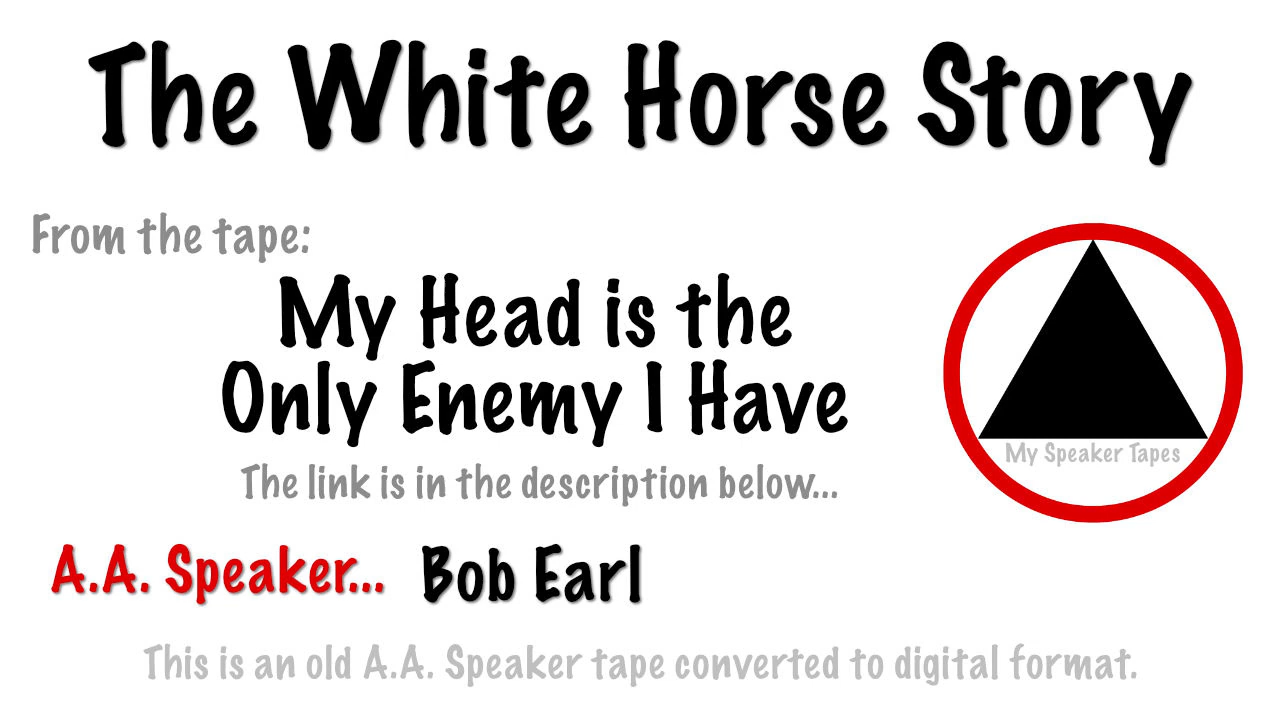 The White Horse Story
From the tape:
My Head is the
Only Enemy I Have
My Speaker Tapes
The link is in the description below...
A.A. Speaker... Bob Earl
This is an old A.A. Speaker tape converted to digital format.